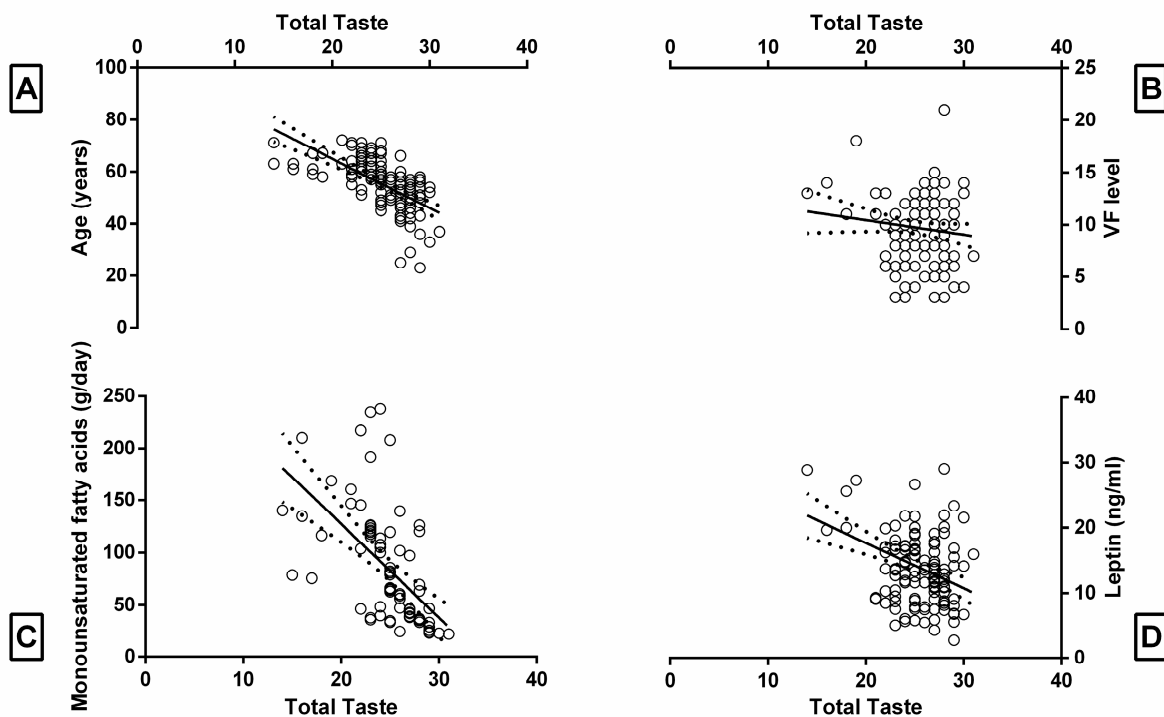 Total Taste
0 10 20 30 40
A
Age (years)
100
80
60
40
20
0
Total Taste
0 10 20 30 40
B
VF level
25
20
15
10
5
0
C
Monounsaturated fatty acids (g/day)
250
200
150
100
50
0
0 10 20 30 40
Total Taste
D
Leptin (ng/ml)
40
30
20
10
0
0 10 20 30 40
Total Taste